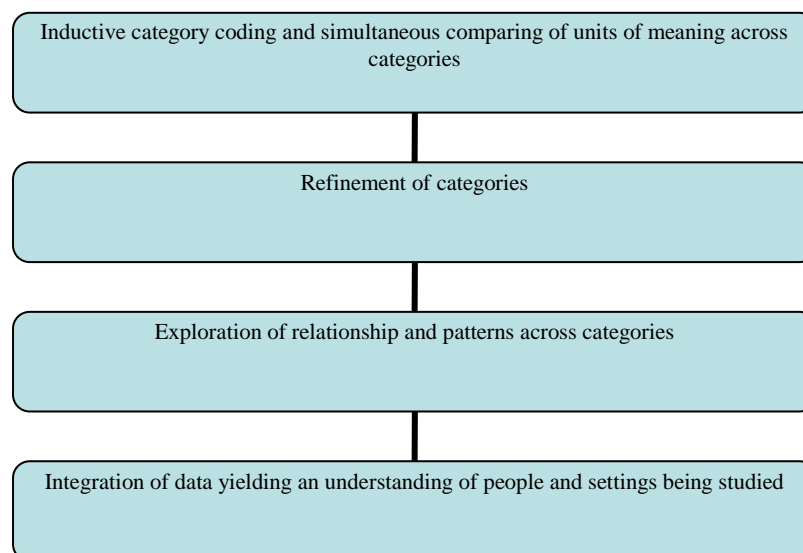 Inductive category coding and simultaneous comparing of units of meaning across
categories
Refinement of categories
Exploration of relationship and patterns across categories
Integration of data yielding an understanding of people and settings being studied